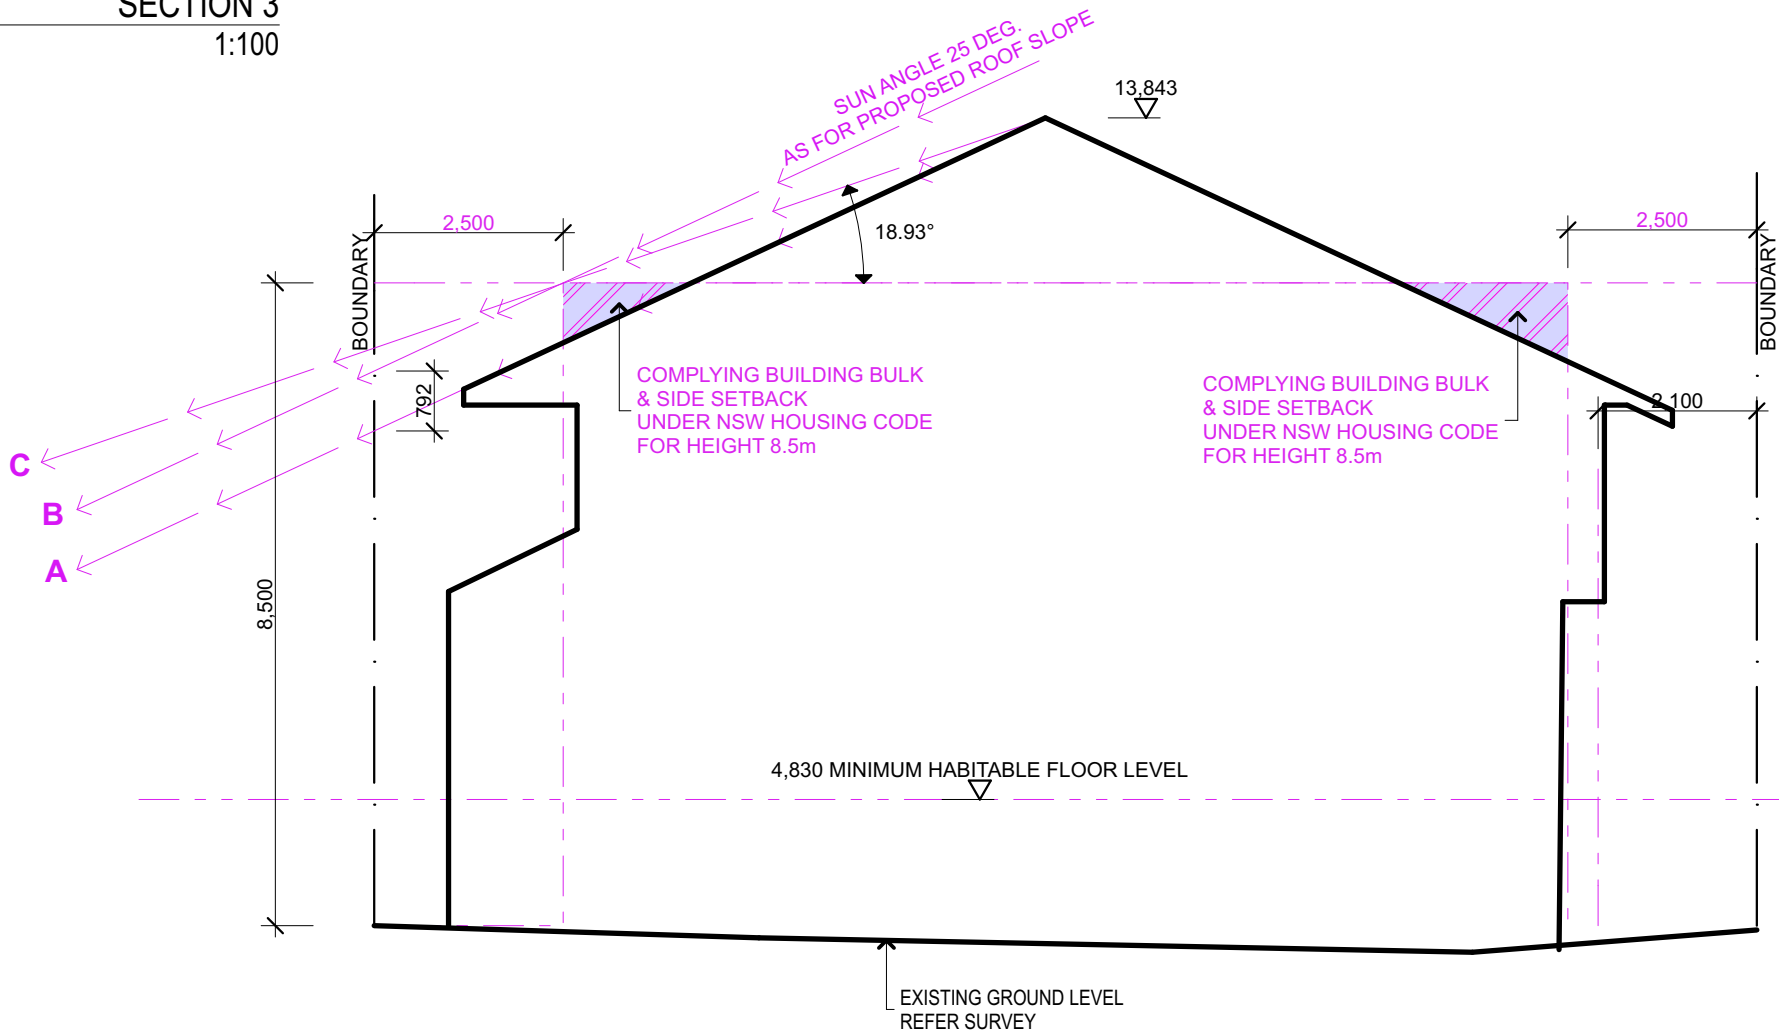 SECTION 3
1:100
SUN ANGLE 25 DEG.
AS FOR PROPOSED ROOF SLOPE
13,843
2,500
2,500
18.93°
BOUNDARY
BOUNDARY
792
COMPLYING BUILDING BULK
& SIDE SETBACK
UNDER NSW HOUSING CODE
FOR HEIGHT 8.5m
COMPLYING BUILDING BULK
& SIDE SETBACK
UNDER NSW HOUSING CODE
FOR HEIGHT 8.5m
2,100
C
B
A
8,500
4,830 MINIMUM HABITABLE FLOOR LEVEL
EXISTING GROUND LEVEL
REFER SURVEY